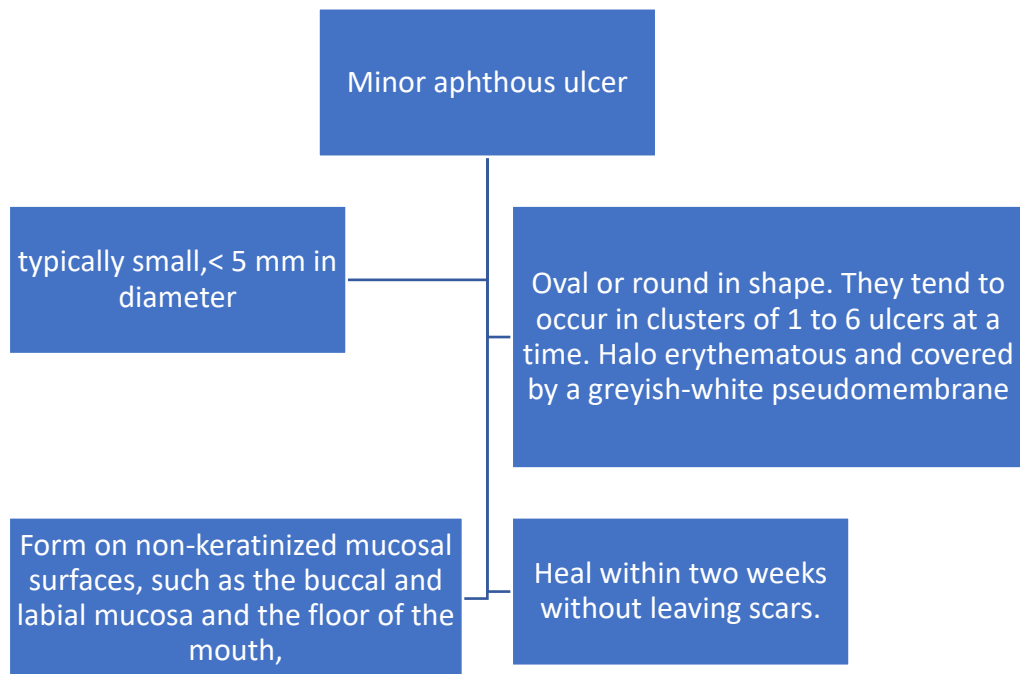 Minor aphthous ulcer
typically small,< 5 mm in
diameter
Oval or round in shape. They tend to
occur in clusters of 1 to 6 ulcers at a
time. Halo erythematous and covered
by a greyish-white pseudomembrane
Form on non-keratinized mucosal
surfaces, such as the buccal and
labial mucosa and the floor of the
mouth,
Heal within two weeks
without leaving scars.